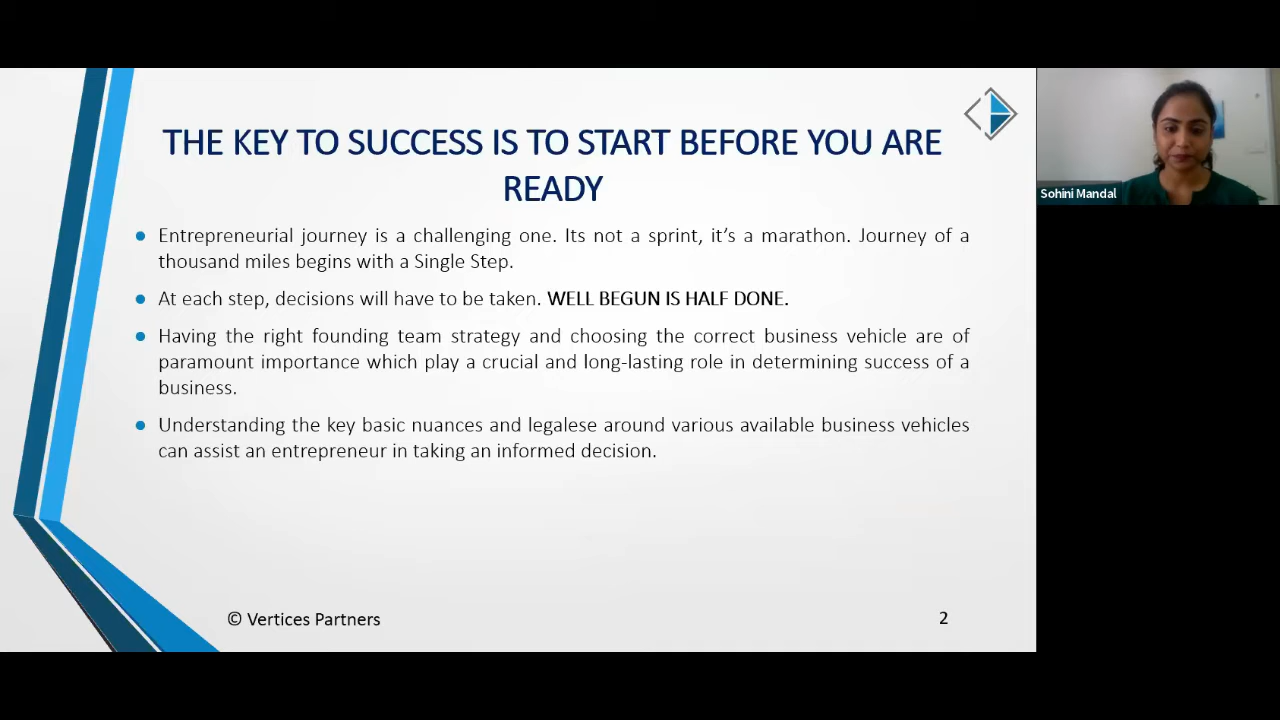 THE KEY TO SUCCESS IS TO START BEFORE YOU ARE
READY
Entrepreneurial journey is a challenging one. Its not a sprint, it’s a marathon. Journey of a
thousand miles begins with a Single Step.
At each step, decisions will have to be taken. WELL BEGUN IS HALF DONE.
Having the right founding team strategy and choosing the correct business vehicle are of
paramount importance which play a crucial and long-lasting role in determining success of a
business.
Understanding the key basic nuances and legalese around various available business vehicles
can assist an entrepreneur in taking an informed decision.
© Vertices Partners
2
Sohini Mandal